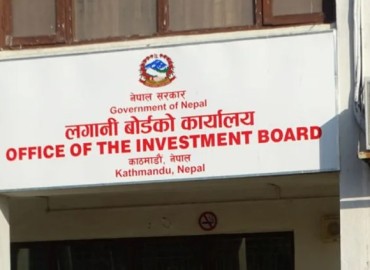 नेपाल सरकार
Government of Nepal
लगानी बोर्डको कार्यालय
OFFICE OF THE INVESTMENT BOARD
काठमाडौं, नेपाल
Kathmandu, Nepal